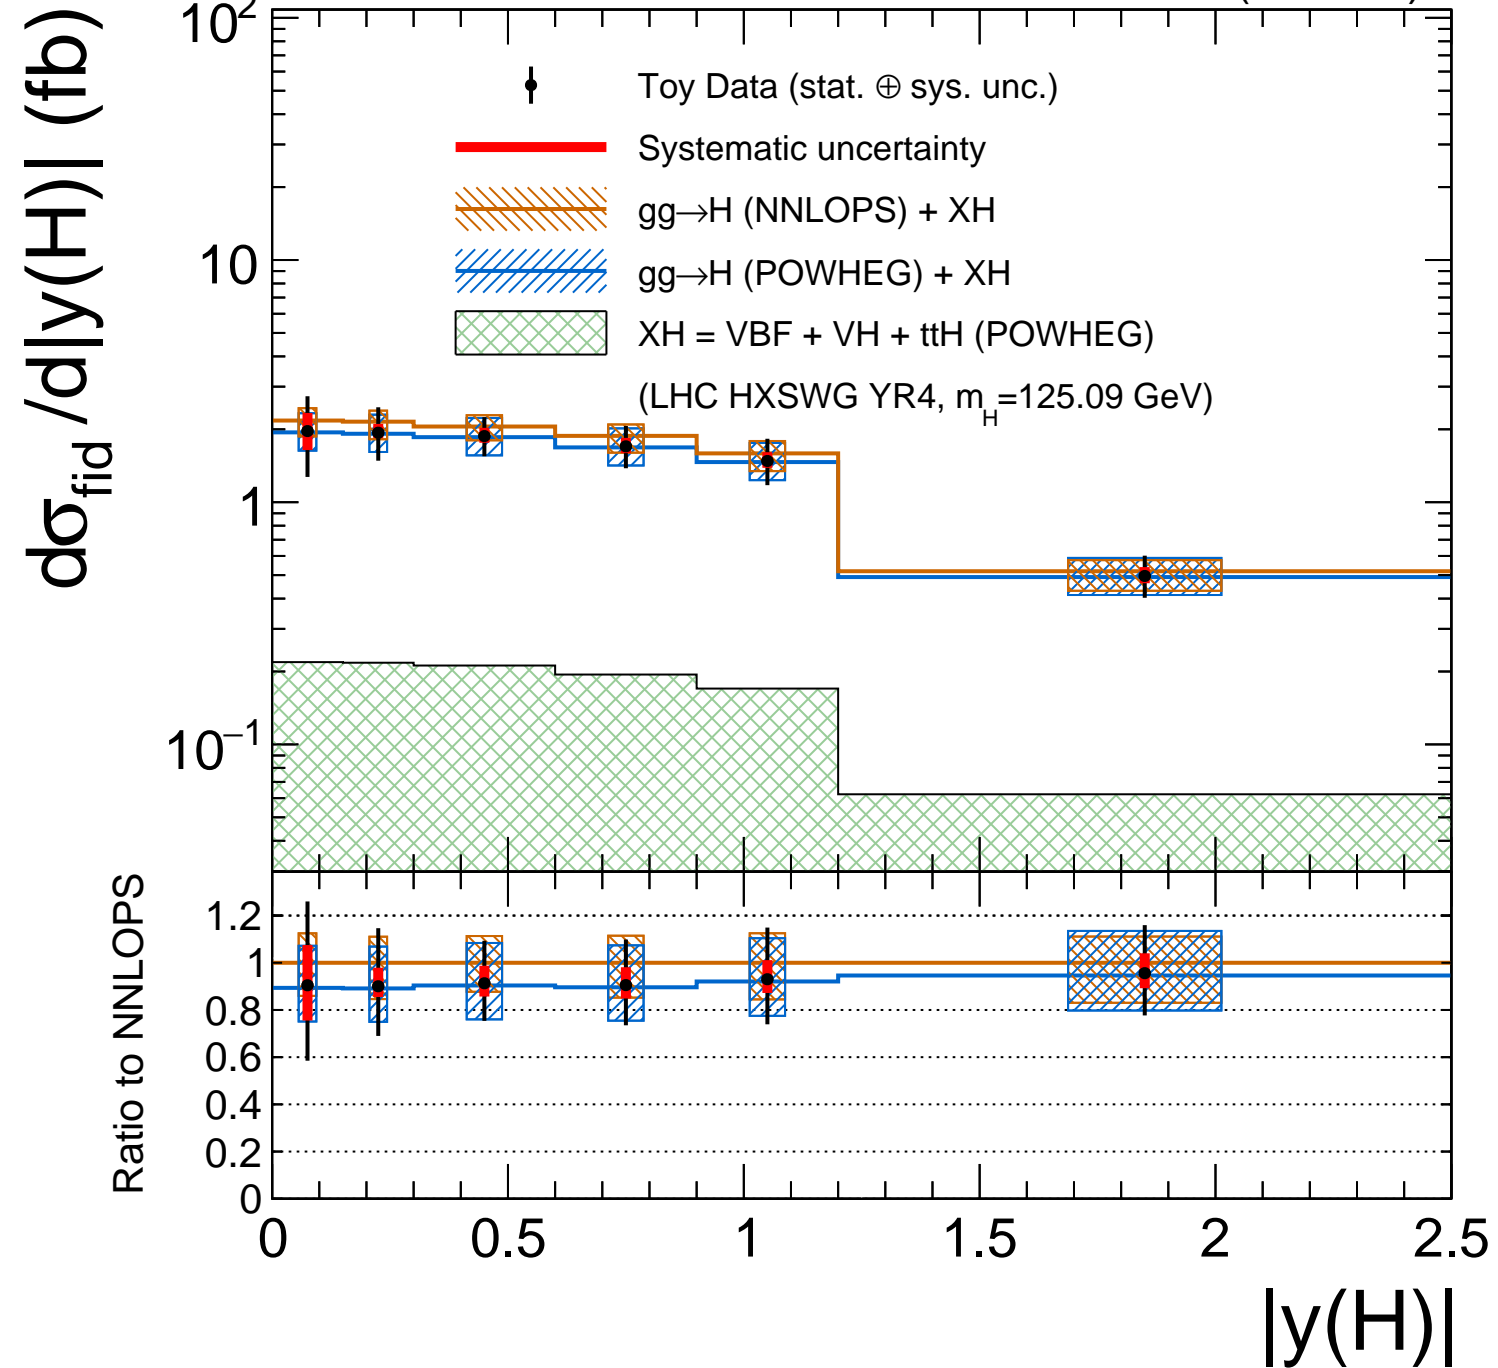 10²
Toy Data (stat. ⊕ sys. unc.)
Systematic uncertainty
gg→H (NNLOPS) + XH
gg→H (POWHEG) + XH
XH = VBF + VH + ttH (POWHEG)
(LHC HXSWG YR4, m_H=125.09 GeV)
dσ_fid/d|y(H)| (fb)
10
1
10⁻¹
Ratio to NNLOPS
1.2
1
0.8
0.6
0.4
0.2
0
0 0.5 1 1.5 2 2.5
|y(H)|